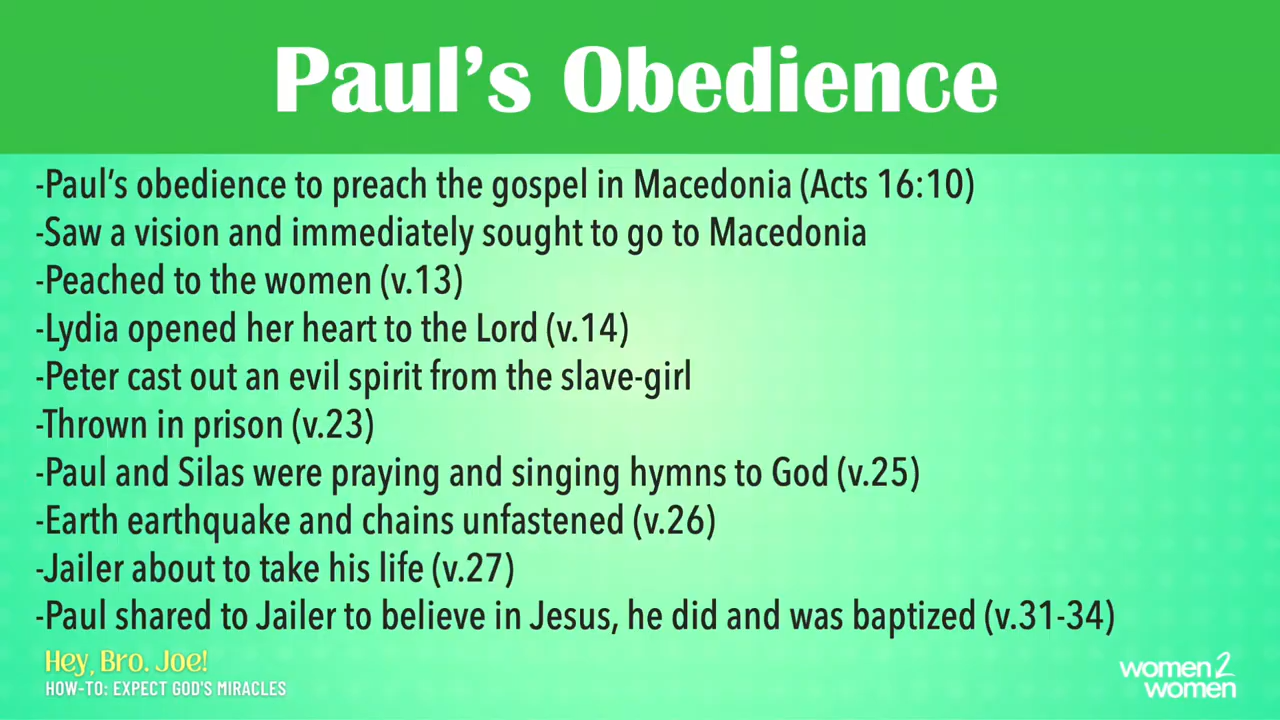 Paul's Obedience
-Paul's obedience to preach the gospel in Macedonia (Acts 16:10)
-Saw a vision and immediately sought to go to Macedonia
-Peached to the women (v.13)
-Lydia opened her heart to the Lord (v.14)
-Peter cast out an evil spirit from the slave-girl
-Thrown in prison (v.23)
-Paul and Silas were praying and singing hymns to God (v.25)
-Earth earthquake and chains unfastened (v.26)
-Jailer about to take his life (v.27)
-Paul shared to Jailer to believe in Jesus, he did and was baptized (v.31-34)
Hey, Bro. Joe!
HOW-TO: EXPECT GOD'S MIRACLES
women2
women